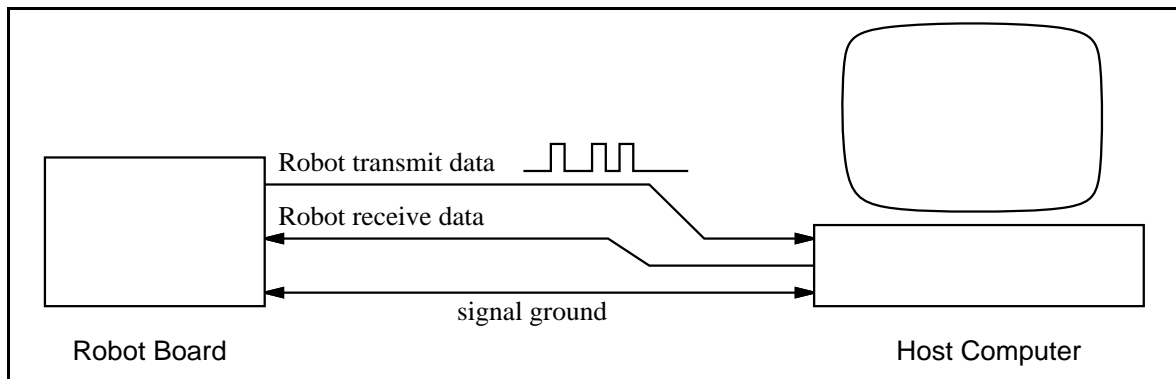 Robot transmit data
Robot receive data
signal ground
Robot Board
Host Computer